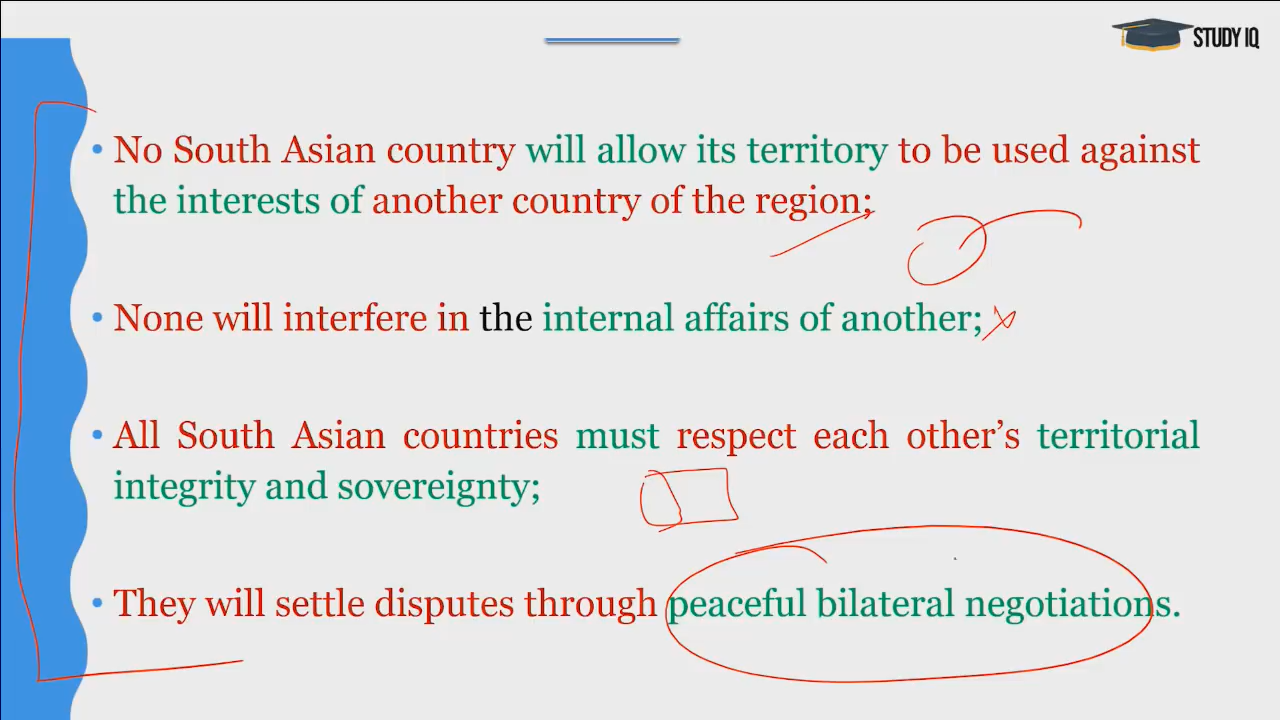 STUDY IQ
• No South Asian country will allow its territory to be used against
the interests of another country of the region;
• None will interfere in the internal affairs of another;
• All South Asian countries must respect each other’s territorial
integrity and sovereignty;
• They will settle disputes through peaceful bilateral negotiations.